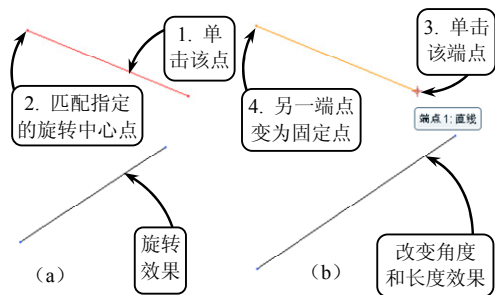 1. 单
击该点
2. 匹配指定
的旋转中心点
旋转
效果
（a）
3. 单击
该端点
4. 另一端点
变为固定点
端点1: 直线
改变角度
和长度效果
（b）